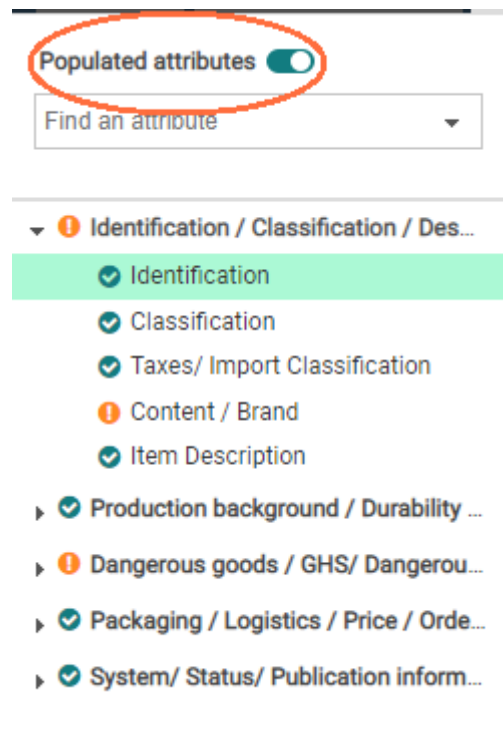 Populated attributes
Find an attribute
Identification / Classification / Des...
Identification
Classification
Taxes/ Import Classification
Content / Brand
Item Description
Production background / Durability ...
Dangerous goods / GHS/ Dangerou...
Packaging / Logistics / Price / Orde...
System/ Status/ Publication inform...